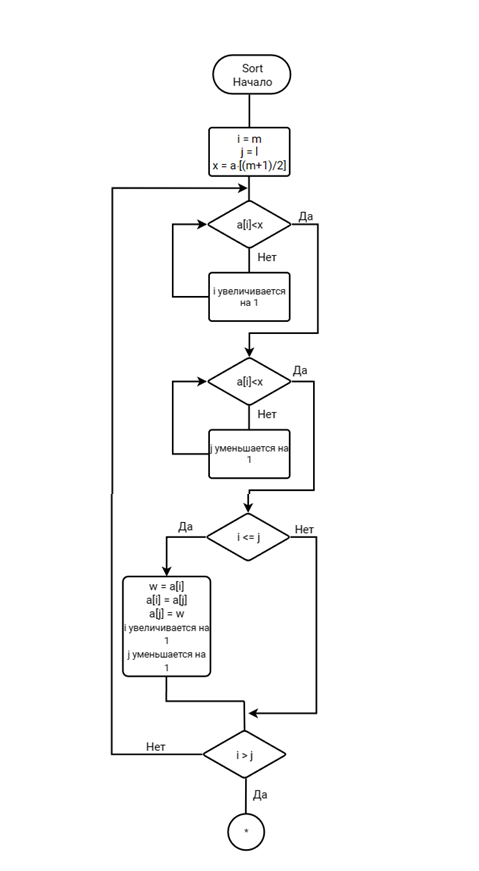 Sort
Начало
i = m
j = l
x = a [(m+1)/2]
Да
a[i]<x
Нет
i увеличивается
на 1
Да
a[i]<x
Нет
j уменьшается на
1
Да
i <= j
Нет
w = a[i]
a[i] = a[j]
a[j] = w
i увеличивается на
1
j уменьшается на
1
Нет
i > j
Да
*